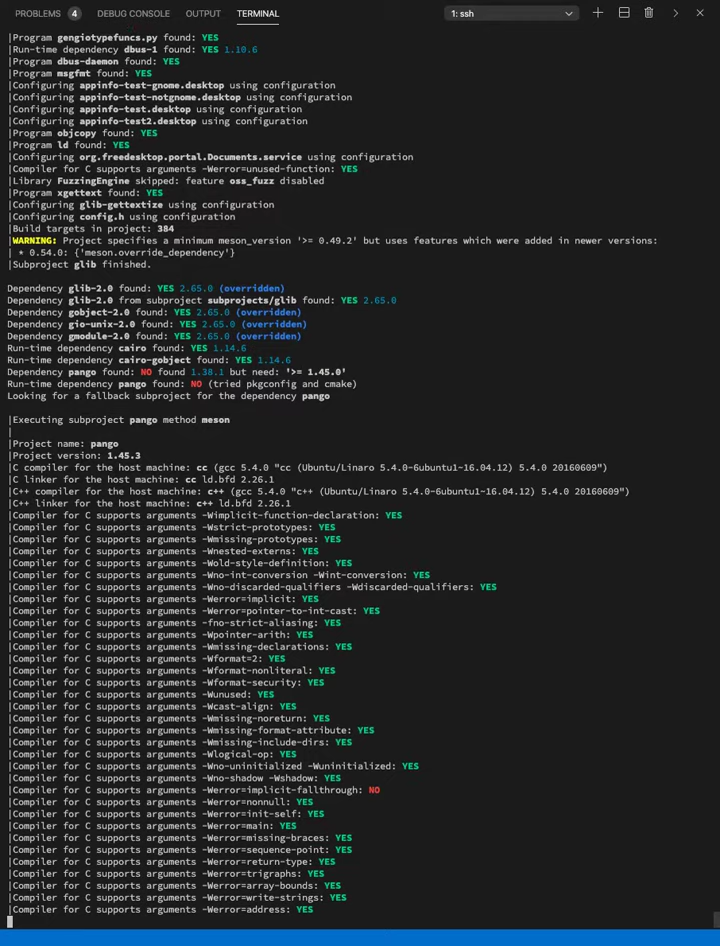 PROBLEMS 4 DEBUG CONSOLE OUTPUT TERMINAL 1: ssh
|Program gengiotypefuncs.py found: YES
|Run-time dependency dbus-1 found: YES 1.10.6
|Program dbus-daemon found: YES
|Program msgfmt found: YES
|Configuring appinfo-test-gnome.desktop using configuration
|Configuring appinfo-test-notgnome.desktop using configuration
|Configuring appinfo-test.desktop using configuration
|Configuring appinfo-test2.desktop using configuration
|Program objcopy found: YES
|Program ld found: YES
|Configuring org.freedesktop.portal.Documents.service using configuration
|Compiler for C supports arguments -Werror=unused-function: YES
|Library FuzzingEngine skipped: feature oss_fuzz disabled
|Program xgettext found: YES
|Configuring glib-gettextize using configuration
|Configuring config.h using configuration
|Build targets in project: 384
|WARNING: Project specifies a minimum meson_version '>= 0.49.2' but uses features which were added in newer versions:
| * 0.54.0: {'meson.override_dependency'}
|Subproject glib finished.
Dependency glib-2.0 found: YES 2.65.0 (overridden)
Dependency glib-2.0 from subproject subprojects/glib found: YES 2.65.0
Dependency gobject-2.0 found: YES 2.65.0 (overridden)
Dependency gio-unix-2.0 found: YES 2.65.0 (overridden)
Dependency gmodule-2.0 found: YES 2.65.0 (overridden)
Run-time dependency cairo found: YES 1.14.6
Run-time dependency cairo-gobject found: YES 1.14.6
Dependency pango found: NO found 1.38.1 but need: '>= 1.45.0'
Run-time dependency pango found: NO (tried pkgconfig and cmake)
Looking for a fallback subproject for the dependency pango
|Executing subproject pango method meson
|
|Project name: pango
|Project version: 1.45.3
|C compiler for the host machine: cc (gcc 5.4.0 "cc (Ubuntu/Linaro 5.4.0-6ubuntu1~16.04.12) 5.4.0 20160609")
|C linker for the host machine: cc ld.bfd 2.26.1
|C++ compiler for the host machine: c++ (gcc 5.4.0 "c++ (Ubuntu/Linaro 5.4.0-6ubuntu1~16.04.12) 5.4.0 20160609")
|C++ linker for the host machine: c++ ld.bfd 2.26.1
|Compiler for C supports arguments -Wimplicit-function-declaration: YES
|Compiler for C supports arguments -Wstrict-prototypes: YES
|Compiler for C supports arguments -Wmissing-prototypes: YES
|Compiler for C supports arguments -Wnested-externs: YES
|Compiler for C supports arguments -Wold-style-definition: YES
|Compiler for C supports arguments -Wno-int-conversion -Wint-conversion: YES
|Compiler for C supports arguments -Wno-discarded-qualifiers -Wdiscarded-qualifiers: YES
|Compiler for C supports arguments -Werror=implicit: YES
|Compiler for C supports arguments -Werror=pointer-to-int-cast: YES
|Compiler for C supports arguments -fno-strict-aliasing: YES
|Compiler for C supports arguments -Wpointer-arith: YES
|Compiler for C supports arguments -Wmissing-declarations: YES
|Compiler for C supports arguments -Wformat=2: YES
|Compiler for C supports arguments -Wformat-nonliteral: YES
|Compiler for C supports arguments -Wformat-security: YES
|Compiler for C supports arguments -Wunused: YES
|Compiler for C supports arguments -Wcast-align: YES
|Compiler for C supports arguments -Wmissing-noreturn: YES
|Compiler for C supports arguments -Wmissing-format-attribute: YES
|Compiler for C supports arguments -Wmissing-include-dirs: YES
|Compiler for C supports arguments -Wlogical-op: YES
|Compiler for C supports arguments -Wno-uninitialized -Wuninitialized: YES
|Compiler for C supports arguments -Wno-shadow -Wshadow: YES
|Compiler for C supports arguments -Werror=implicit-fallthrough: NO
|Compiler for C supports arguments -Werror=nonnull: YES
|Compiler for C supports arguments -Werror=init-self: YES
|Compiler for C supports arguments -Werror=main: YES
|Compiler for C supports arguments -Werror=missing-braces: YES
|Compiler for C supports arguments -Werror=sequence-point: YES
|Compiler for C supports arguments -Werror=return-type: YES
|Compiler for C supports arguments -Werror=trigraphs: YES
|Compiler for C supports arguments -Werror=array-bounds: YES
|Compiler for C supports arguments -Werror=write-strings: YES
|Compiler for C supports arguments -Werror=address: YES